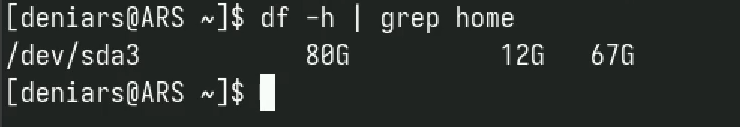 [deniars@ARS ~]$ df -h | grep home
/dev/sda3 80G 12G 67G
[deniars@ARS ~]$